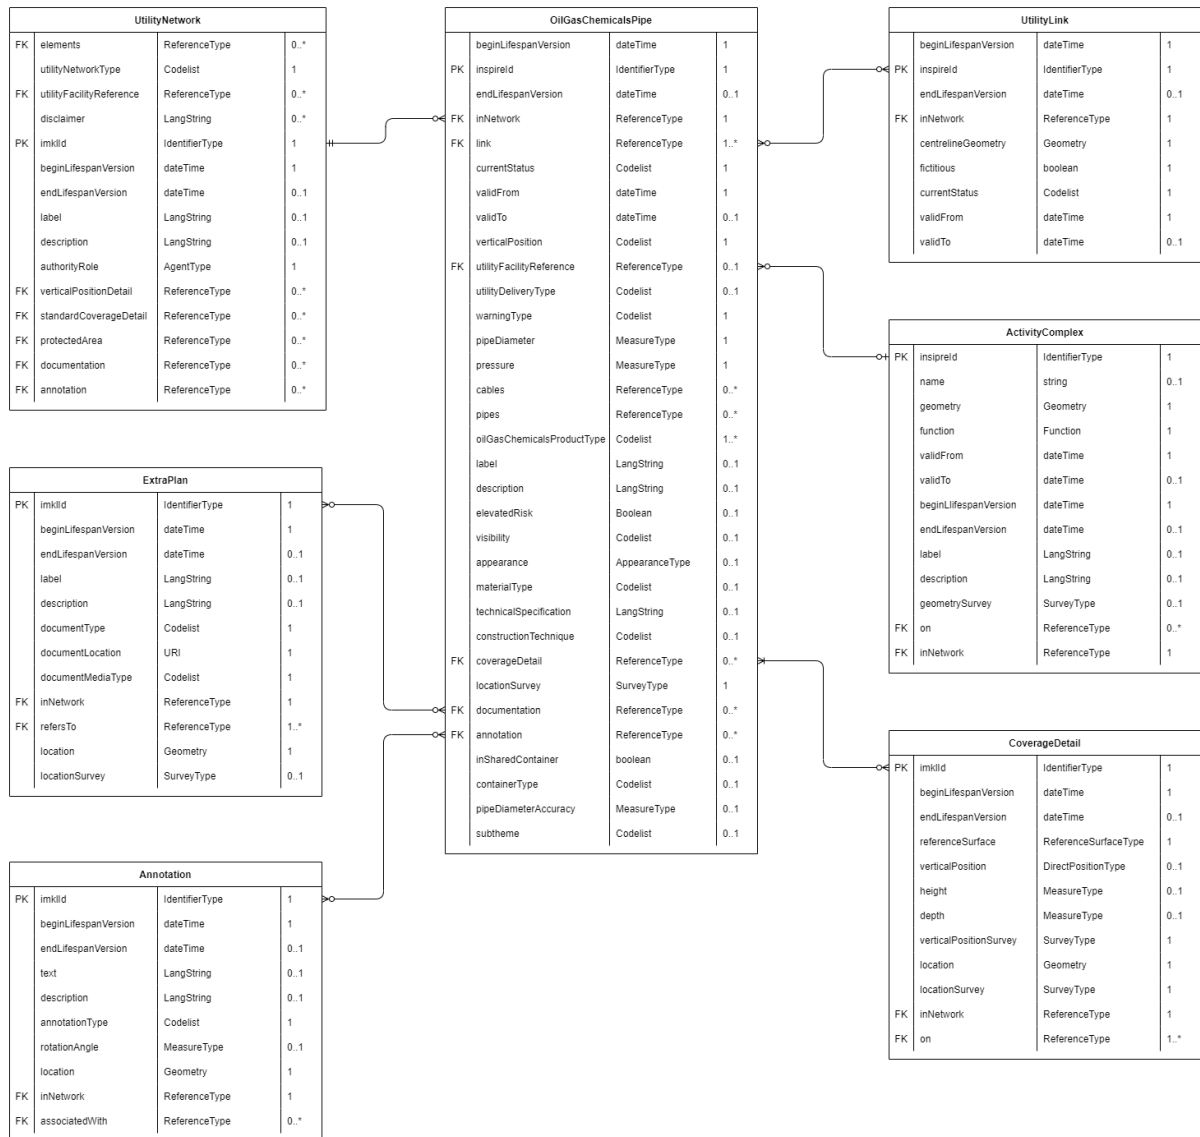 UtilityNetwork
FK elements ReferenceType 0..*
utilityNetworkType Codelist 1
FK utilityFacilityReference ReferenceType 0..*
disclaimer LangString 0..*
PK imklId IdentifierType 1
beginLifespanVersion dateTime 1
endLifespanVersion dateTime 0..1
label LangString 0..1
description LangString 0..1
authorityRole AgentType 1
FK verticalPositionDetail ReferenceType 0..*
FK standardCoverageDetail ReferenceType 0..*
FK protectedArea ReferenceType 0..*
FK documentation ReferenceType 0..*
FK annotation ReferenceType 0..*
ExtraPlan
PK imklId IdentifierType 1
beginLifespanVersion dateTime 1
endLifespanVersion dateTime 0..1
label LangString 0..1
description LangString 0..1
documentType Codelist 1
documentLocation URI 1
documentMediaType Codelist 1
FK inNetwork ReferenceType 1
FK refersTo ReferenceType 1..*
location Geometry 1
locationSurvey SurveyType 0..1
Annotation
PK imklId IdentifierType 1
beginLifespanVersion dateTime 1
endLifespanVersion dateTime 0..1
text LangString 0..1
description LangString 0..1
annotationType Codelist 1
rotationAngle MeasureType 0..1
location Geometry 1
FK inNetwork ReferenceType 1
FK associatedWith ReferenceType 0..*
OilGasChemicalsPipe
beginLifespanVersion dateTime 1
PK inspireId IdentifierType 1
endLifespanVersion dateTime 0..1
FK inNetwork ReferenceType 1
FK link ReferenceType 1..*
currentStatus Codelist 1
validFrom dateTime 1
validTo dateTime 0..1
verticalPosition Codelist 1
FK utilityFacilityReference ReferenceType 0..1
utilityDeliveryType Codelist 0..1
warningType Codelist 1
pipeDiameter MeasureType 1
pressure MeasureType 1
cables ReferenceType 0..*
pipes ReferenceType 0..*
oilGasChemicalsProductType Codelist 1..*
label LangString 0..1
description LangString 0..1
elevatedRisk Boolean 0..1
visibility Codelist 0..1
appearance AppearanceType 0..1
materialType Codelist 0..1
technicalSpecification LangString 0..1
constructionTechnique Codelist 0..1
FK coverageDetail ReferenceType 0..*
locationSurvey SurveyType 1
FK documentation ReferenceType 0..*
FK annotation ReferenceType 0..*
inSharedContainer boolean 0..1
containerType Codelist 0..1
pipeDiameterAccuracy MeasureType 0..1
subtheme Codelist 0..1
UtilityLink
beginLifespanVersion dateTime 1
PK inspireId IdentifierType 1
endLifespanVersion dateTime 0..1
FK inNetwork ReferenceType 1
centrelineGeometry Geometry 1
fictitious boolean 1
currentStatus Codelist 1
validFrom dateTime 1
validTo dateTime 0..1
ActivityComplex
PK insipreId IdentifierType 1
name string 0..1
geometry Geometry 1
function Function 1
validFrom dateTime 1
validTo dateTime 0..1
beginLlifespanVersion dateTime 1
endLifespanVersion dateTime 0..1
label LangString 0..1
description LangString 0..1
geometrySurvey SurveyType 0..1
FK on ReferenceType 0..*
FK inNetwork ReferenceType 1
CoverageDetail
PK imklId IdentifierType 1
beginLifespanVersion dateTime 1
endLifespanVersion dateTime 0..1
referenceSurface ReferenceSurfaceType 1
verticalPosition DirectPositionType 0..1
height MeasureType 0..1
depth MeasureType 0..1
verticalPositionSurvey SurveyType 1
location Geometry 1
locationSurvey SurveyType 1
FK inNetwork ReferenceType 1
FK on ReferenceType 1..*